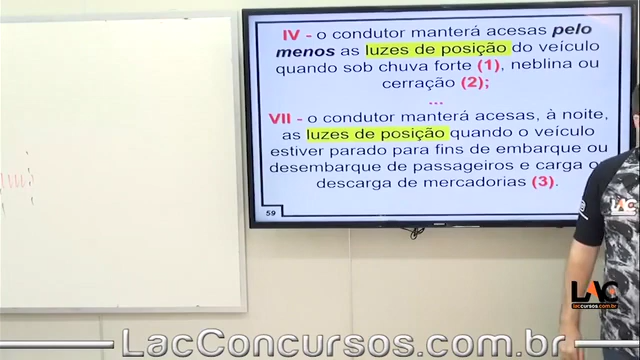 IV - o condutor manterá acesas pelo
menos as luzes de posição do veículo
quando sob chuva forte (1), neblina ou
cerração (2);
...
VII - o condutor manterá acesas, à noite,
as luzes de posição quando o veículo
estiver parado para fins de embarque ou
desembarque de passageiros e carga o
descarga de mercadorias (3).
59
LAC
LAC
laccursos.com.br
LacConcursos.com.br